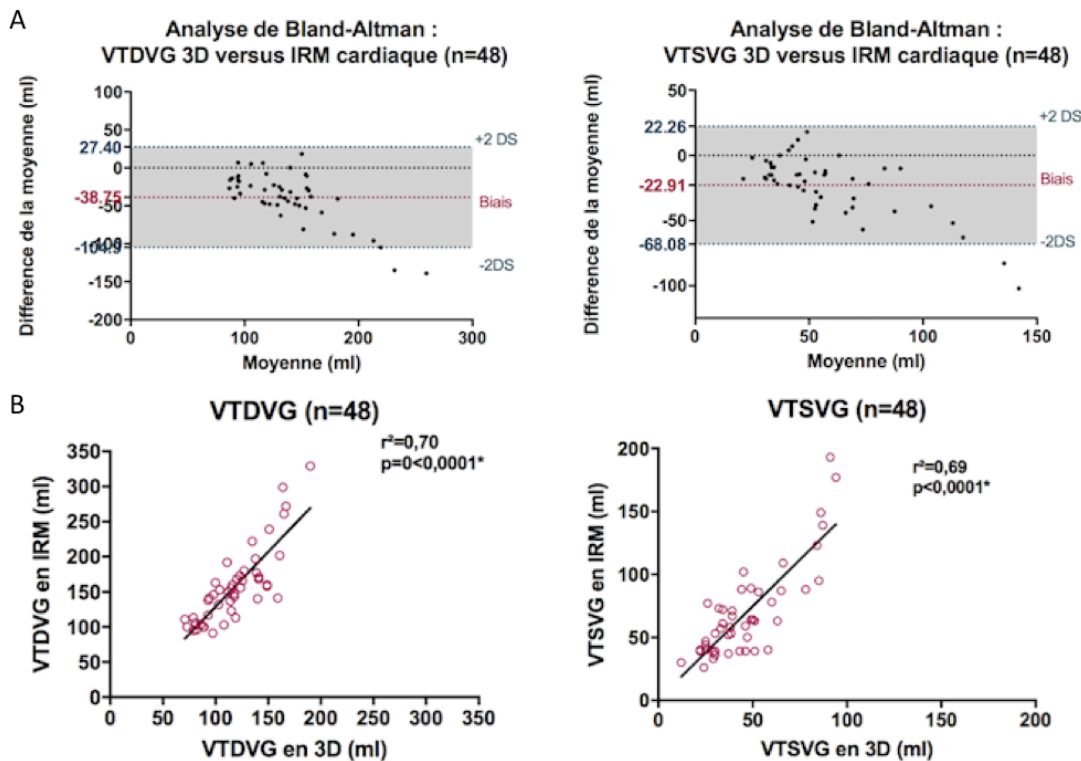 A
Analyse de Bland-Altman :
VTDVG 3D versus IRM cardiaque (n=48)
Difference de la moyenne (ml)
100
50
27.40
0
-38.75
-50
-100
-104.9
-150
-200
+2 DS
Biais
-2DS
0
100
200
300
Moyenne (ml)
Analyse de Bland-Altman :
VTSVG 3D versus IRM cardiaque (n=48)
Difference de la moyenne (ml)
50
22.26
0
-22.91
-50
-68.08
-100
+2 DS
Biais
-2DS
0
50
100
150
Moyenne (ml)
B
VTDVG (n=48)
r²=0,70
p=0<0,0001*
VTDVG en IRM (ml)
350
300
250
200
150
100
50
0
0
50
100
150
200
250
300
350
VTDVG en 3D (ml)
VTSVG (n=48)
r²=0,69
p<0,0001*
VTSVG en IRM (ml)
200
150
100
50
0
0
50
100
150
200
VTSVG en 3D (ml)